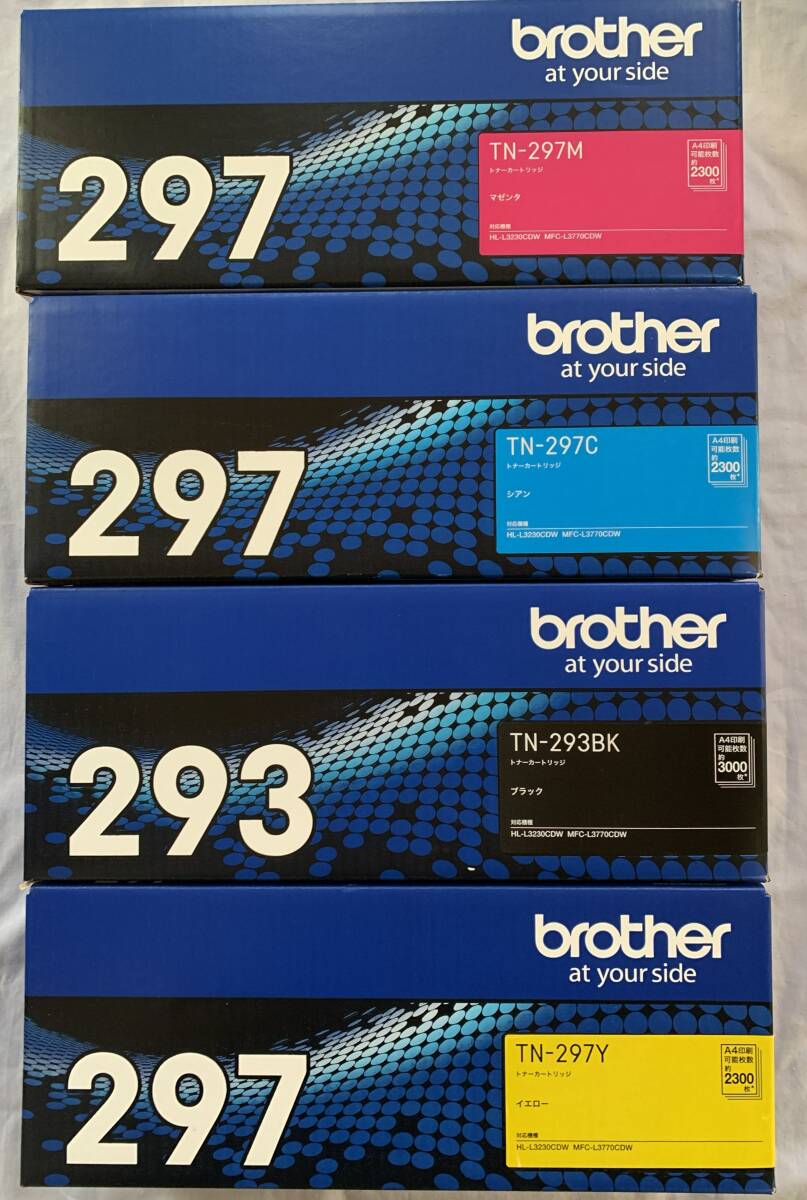 brother
at your side
297
TN-297M
トナーカートリッジ
マゼンタ
対応機種
HL-L3230CDW MFC-L3770CDW
A4印刷
可能枚数
約
2300
枚*
brother
at your side
297
TN-297C
トナーカートリッジ
シアン
対応機種
HL-L3230CDW MFC-L3770CDW
A4印刷
可能枚数
約
2300
枚*
brother
at your side
293
TN-293BK
トナーカートリッジ
ブラック
対応機種
HL-L3230CDW MFC-L3770CDW
A4印刷
可能枚数
約
3000
枚*
brother
at your side
297
TN-297Y
トナーカートリッジ
イエロー
対応機種
HL-L3230CDW MFC-L3770CDW
A4印刷
可能枚数
約
2300
枚*